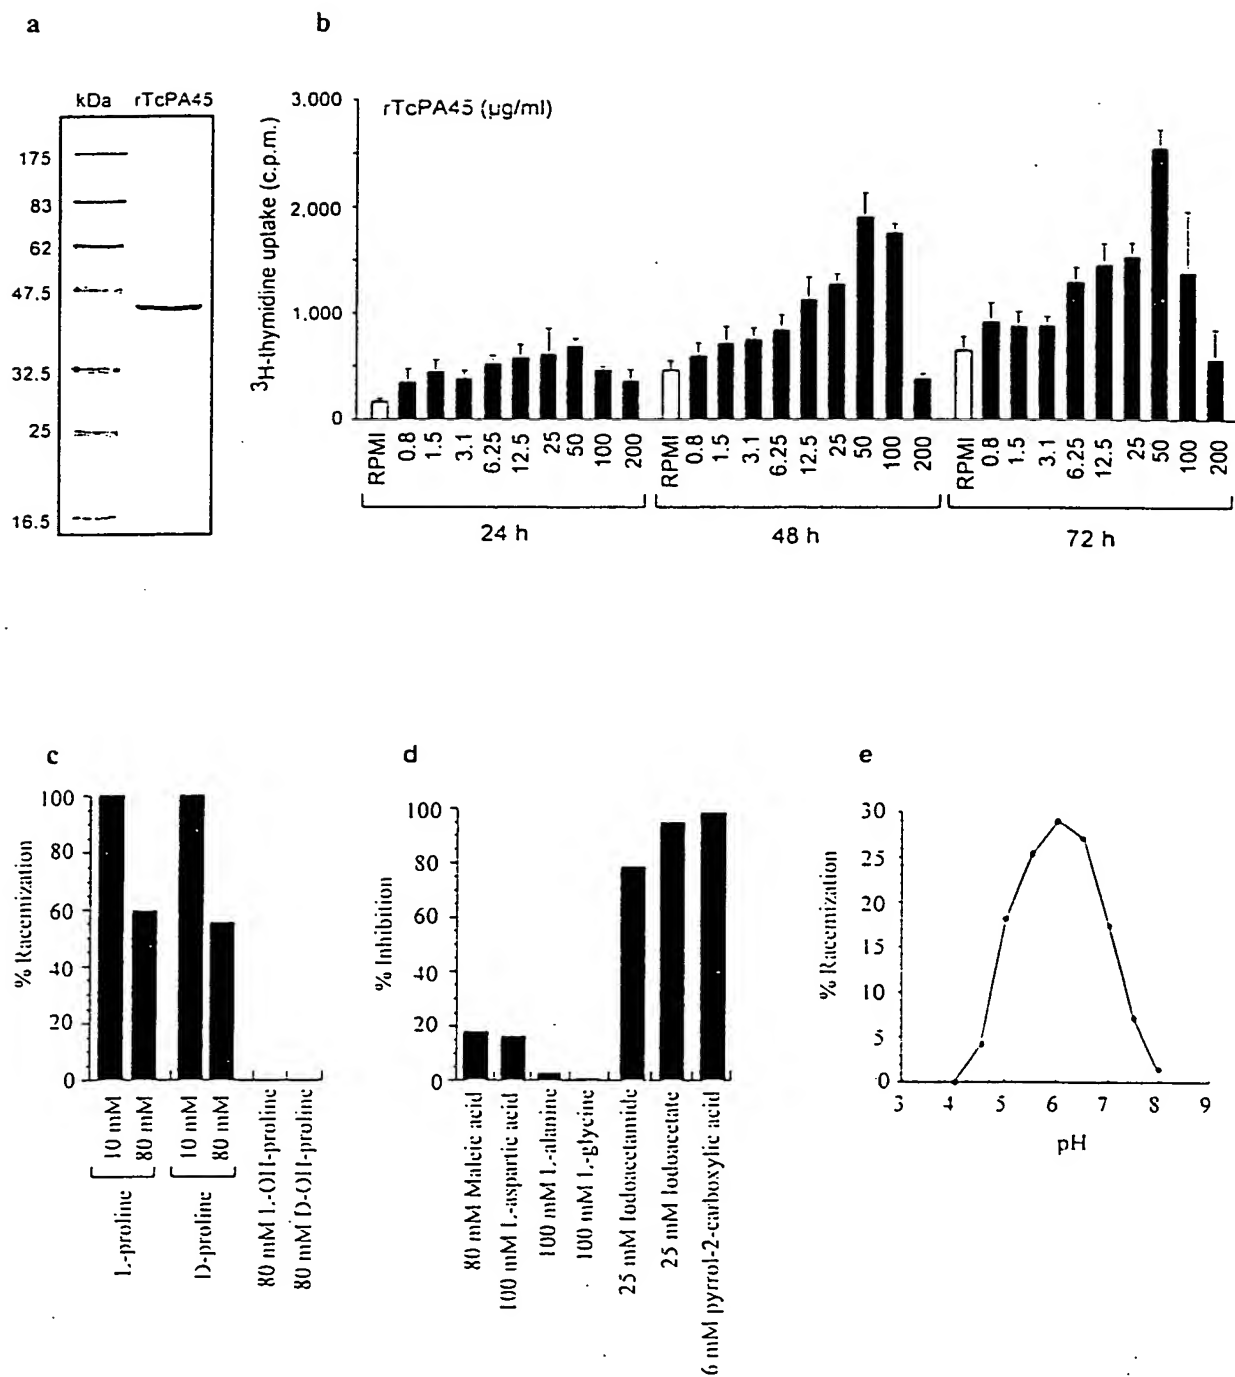 a
kDa rTcPA45
175
83
62
47.5
32.5
25
16.5
b
rTcPA45 (µg/ml)
³H-thymidine uptake (c.p.m.)
3.000
2.000
1.000
0
RPMI 0.8 1.5 3.1 6.25 12.5 25 50 100 200
RPMI 0.8 1.5 3.1 6.25 12.5 25 50 100 200
RPMI 0.8 1.5 3.1 6.25 12.5 25 50 100 200
24 h 48 h 72 h
c
% Racemization
100
80
60
40
20
0
10 mM
80 mM
L-proline
10 mM
80 mM
D-proline
80 mM L-OH-proline
80 mM D-OH-proline
d
% Inhibition
100
80
60
40
20
0
80 mM Maleic acid
100 mM L-aspartic acid
100 mM L-alanine
100 mM L-glycine
25 mM Iodoacetamide
25 mM Iodoacetate
6 mM pyrrol-2-carboxylic acid
e
% Racemization
30
25
20
15
10
5
0
3 4 5 6 7 8 9
pH